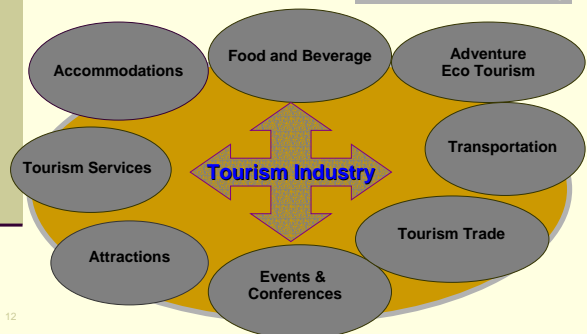 Food and Beverage
Adventure
Eco Tourism
Accommodations
Transportation
Tourism Services
Tourism Industry
Tourism Trade
Attractions
Events &
Conferences
12